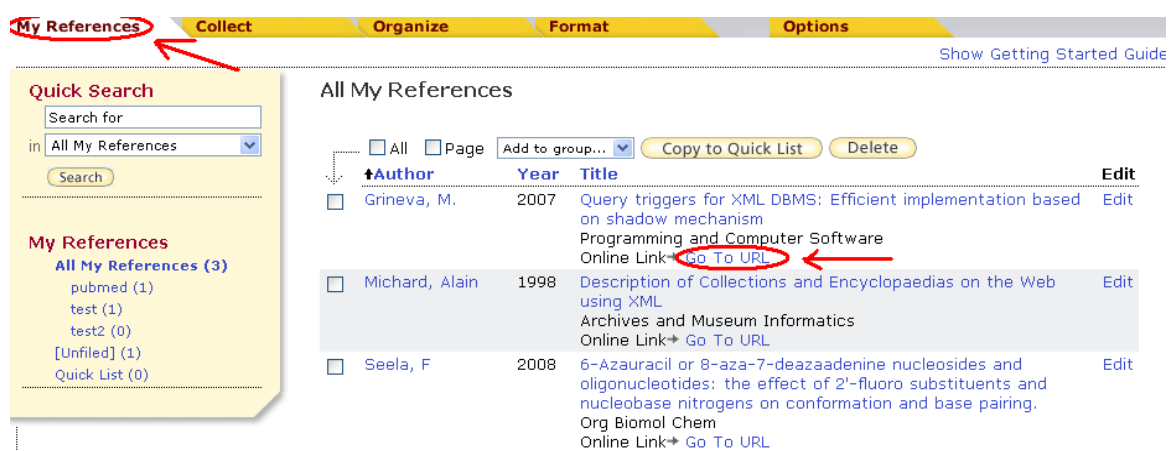 My References Collect Organize Format Options
Show Getting Started Guide
Quick Search
Search for
in All My References
Search
My References
All My References (3)
pubmed (1)
test (1)
test2 (0)
[Unfiled] (1)
Quick List (0)
All My References
All Page Add to group... Copy to Quick List Delete
Author Year Title Edit
Grineva, M. 2007 Query triggers for XML DBMS: Efficient implementation based Edit
on shadow mechanism
Programming and Computer Software
Online Link Go To URL
Michard, Alain 1998 Description of Collections and Encyclopaedias on the Web Edit
using XML
Archives and Museum Informatics
Online Link Go To URL
Seela, F 2008 6-Azauracil or 8-aza-7-deazaadenine nucleosides and Edit
oligonucleotides: the effect of 2'-fluoro substituents and
nucleobase nitrogens on conformation and base pairing.
Org Biomol Chem
Online Link Go To URL